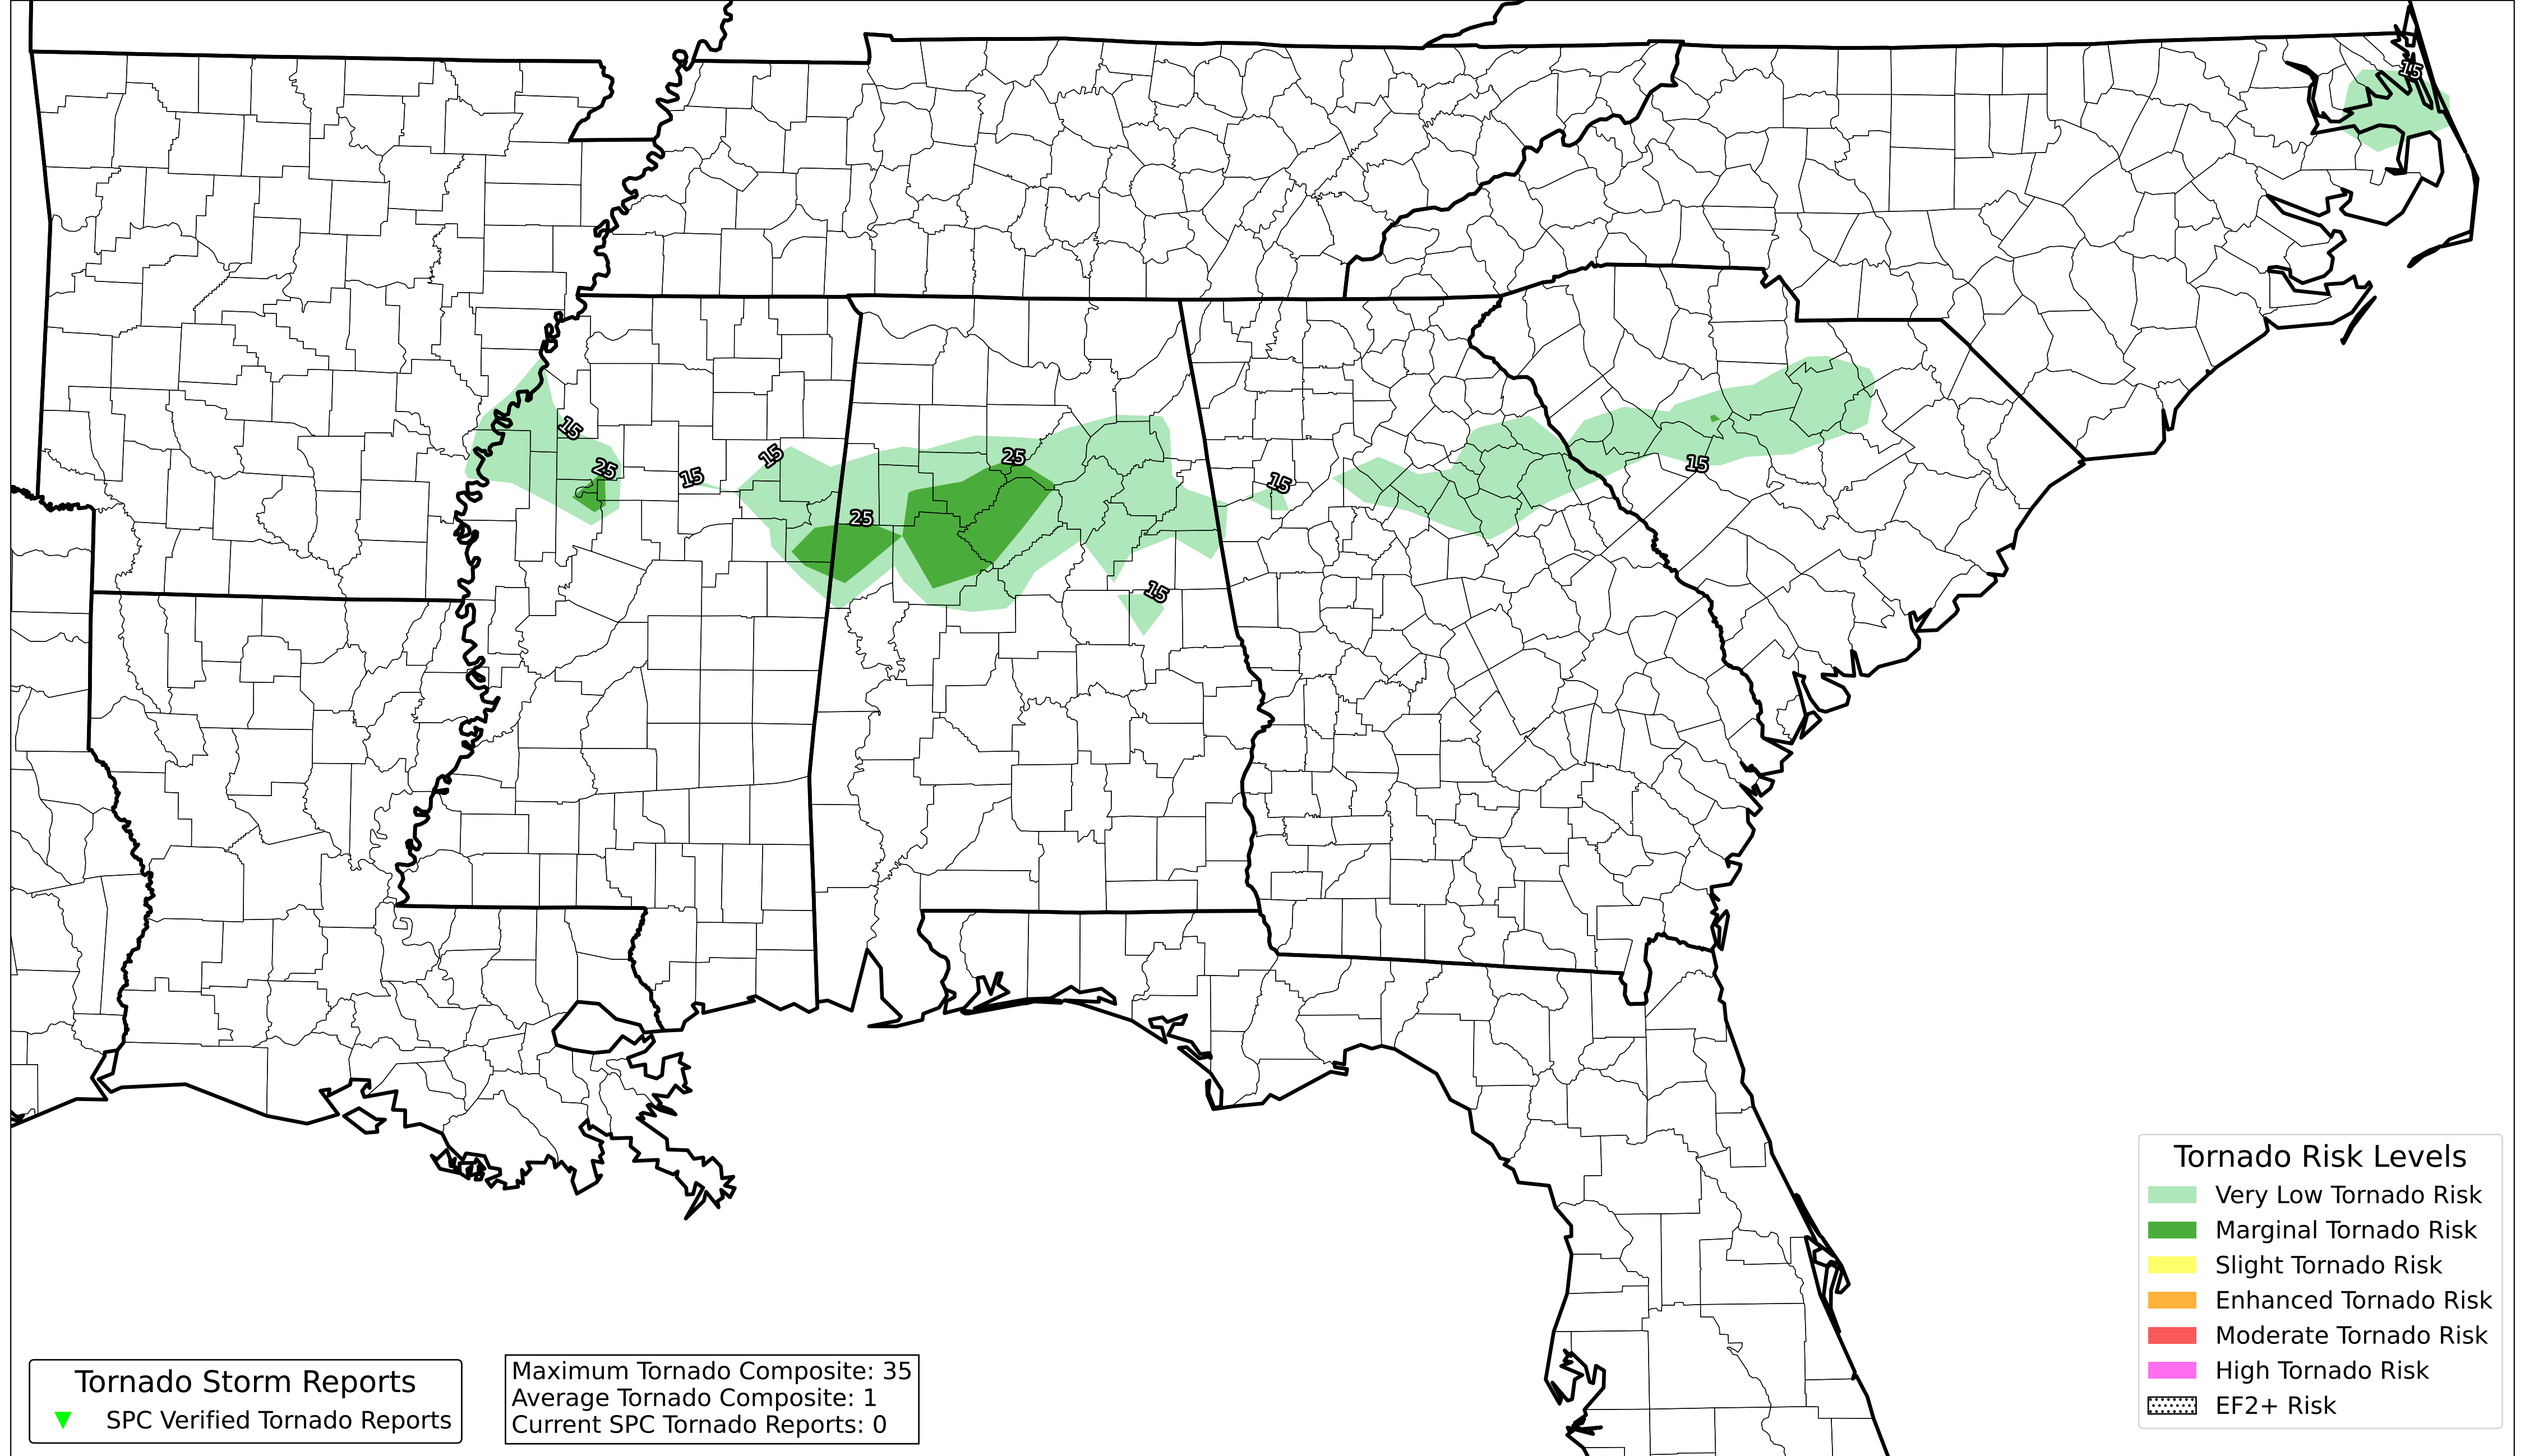 15
15
25
15
15
25
25
15
15
15
Tornado Storm Reports
SPC Verified Tornado Reports
Maximum Tornado Composite: 35
Average Tornado Composite: 1
Current SPC Tornado Reports: 0
Tornado Risk Levels
Very Low Tornado Risk
Marginal Tornado Risk
Slight Tornado Risk
Enhanced Tornado Risk
Moderate Tornado Risk
High Tornado Risk
EF2+ Risk